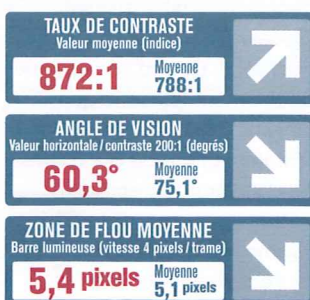 TAUX DE CONTRASTE
Valeur moyenne (indice)
872:1
Moyenne
788:1
ANGLE DE VISION
Valeur horizontale/contraste 200:1 (degrés)
60,3°
Moyenne
75,1°
ZONE DE FLOU MOYENNE
Barre lumineuse (vitesse 4 pixels/trame)
5,4 pixels
Moyenne
5,1 pixels